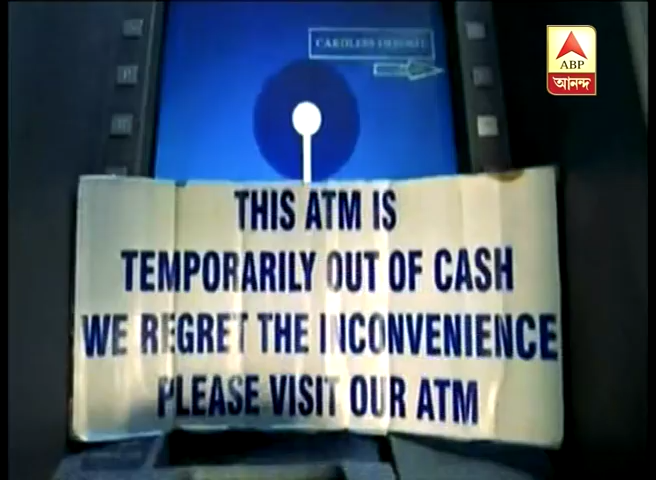 CARDLESS DEPOSIT
ABP
আনন্দ
THIS ATM IS
TEMPORARILY OUT OF CASH
WE REGRET THE INCONVENIENCE
PLEASE VISIT OUR ATM